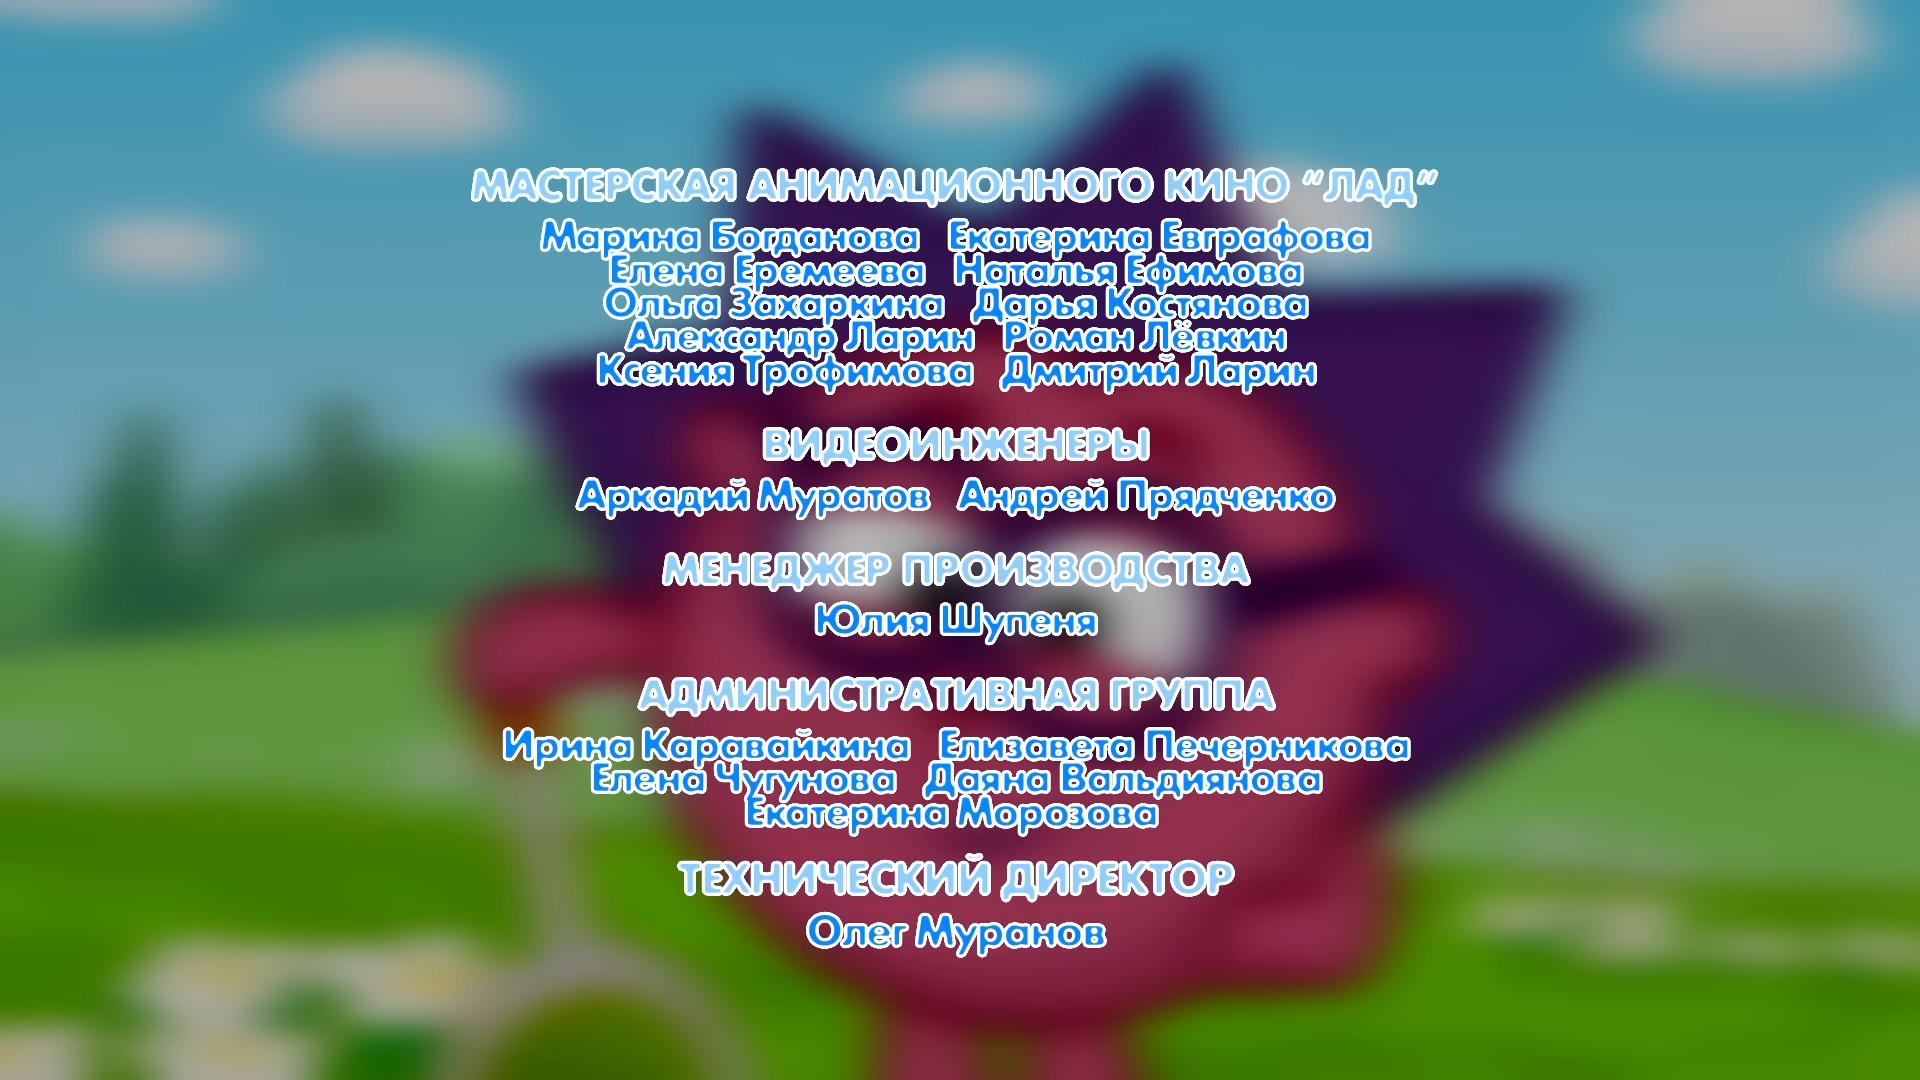 МАСТЕРСКАЯ АНИМАЦИОННОГО КИНО "ЛАД"
Марина Богданова Екатерина Евграфова
Елена Еремеева Наталья Ефимова
Ольга Захаркина Дарья Костянова
Александр Ларин Роман Лёвкин
Ксения Трофимова Дмитрий Ларин
ВИДЕОИНЖЕНЕРЫ
Аркадий Муратов Андрей Прядченко
МЕНЕДЖЕР ПРОИЗВОДСТВА
Юлия Шупеня
АДМИНИСТРАТИВНАЯ ГРУППА
Ирина Каравайкина Елизавета Печерникова
Елена Чугунова Даяна Вальдиянова
Екатерина Морозова
ТЕХНИЧЕСКИЙ ДИРЕКТОР
Олег Муранов